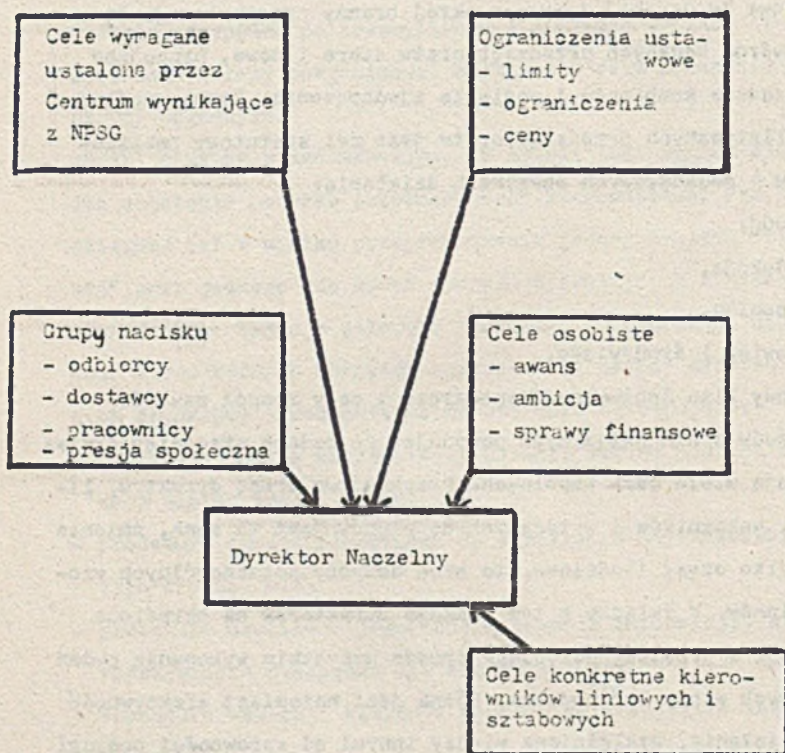 Cele wymagane
ustalone przez
Centrum wynikające
z NPSG
Ograniczenia usta-
wowe
- limity
- ograniczenia
- ceny
Grupy nacisku
- odbiorcy
- dostawcy
- pracownicy
- presja społeczna
Cele osobiste
- awans
- ambicja
- sprawy finansowe
Dyrektor Naczelny
Cele konkretne kiero-
wników liniowych i
sztabowych